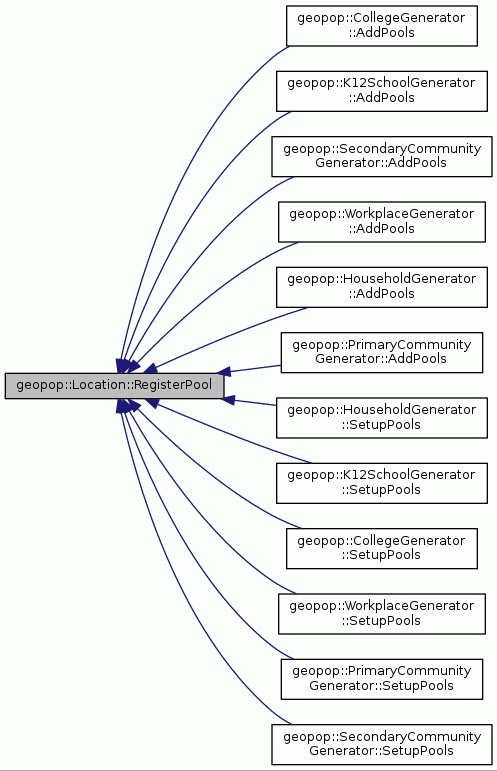 geopop::CollegeGenerator
::AddPools
geopop::K12SchoolGenerator
::AddPools
geopop::SecondaryCommunity
Generator::AddPools
geopop::WorkplaceGenerator
::AddPools
geopop::HouseholdGenerator
::AddPools
geopop::PrimaryCommunity
Generator::AddPools
geopop::Location::RegisterPool
geopop::HouseholdGenerator
::SetupPools
geopop::K12SchoolGenerator
::SetupPools
geopop::CollegeGenerator
::SetupPools
geopop::WorkplaceGenerator
::SetupPools
geopop::PrimaryCommunity
Generator::SetupPools
geopop::SecondaryCommunity
Generator::SetupPools